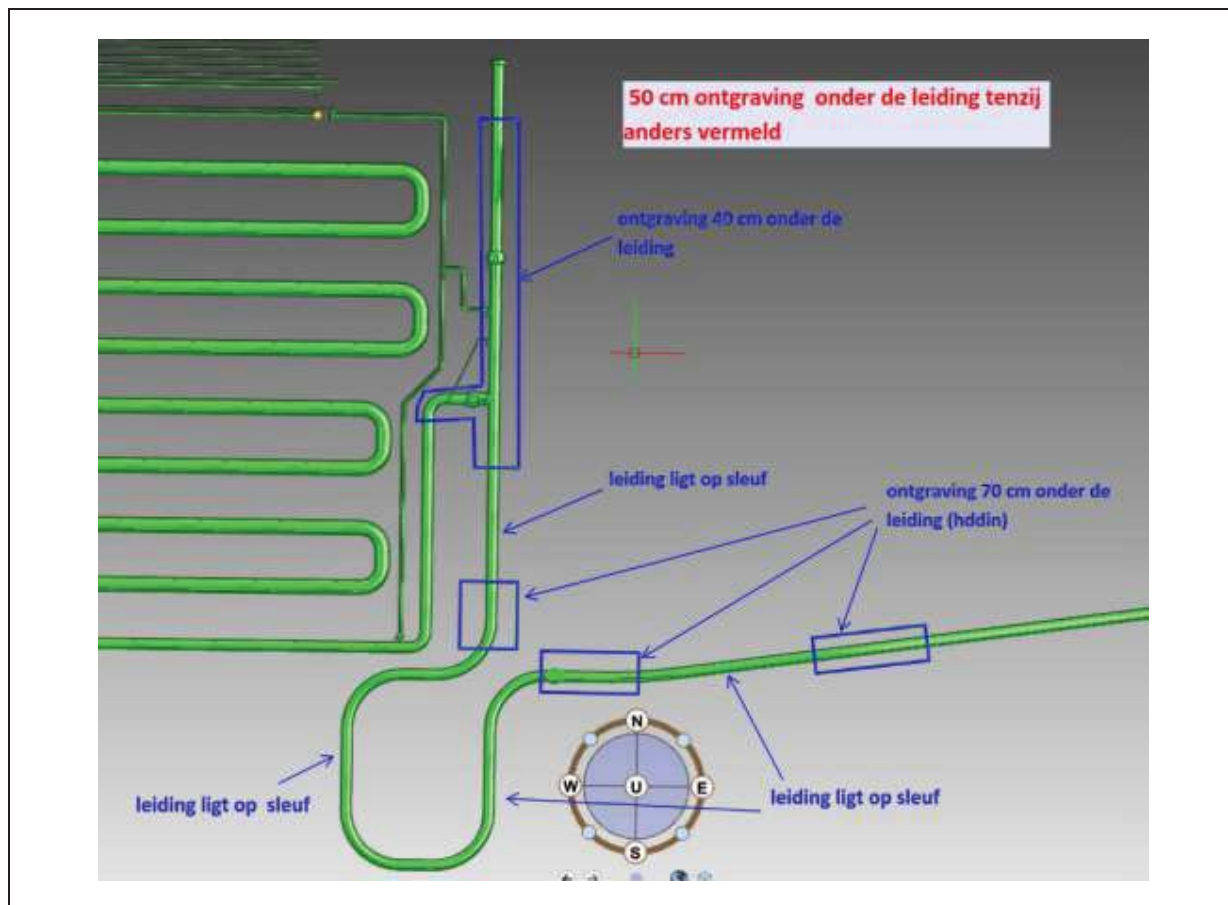 50 cm ontgraving onder de leiding tenzij
anders vermeld
ontgraving 40 cm onder de
leiding
leiding ligt op sleuf
ontgraving 70 cm onder de
leiding (hddin)
N
W
U
E
S
leiding ligt op sleuf
leiding ligt op sleuf